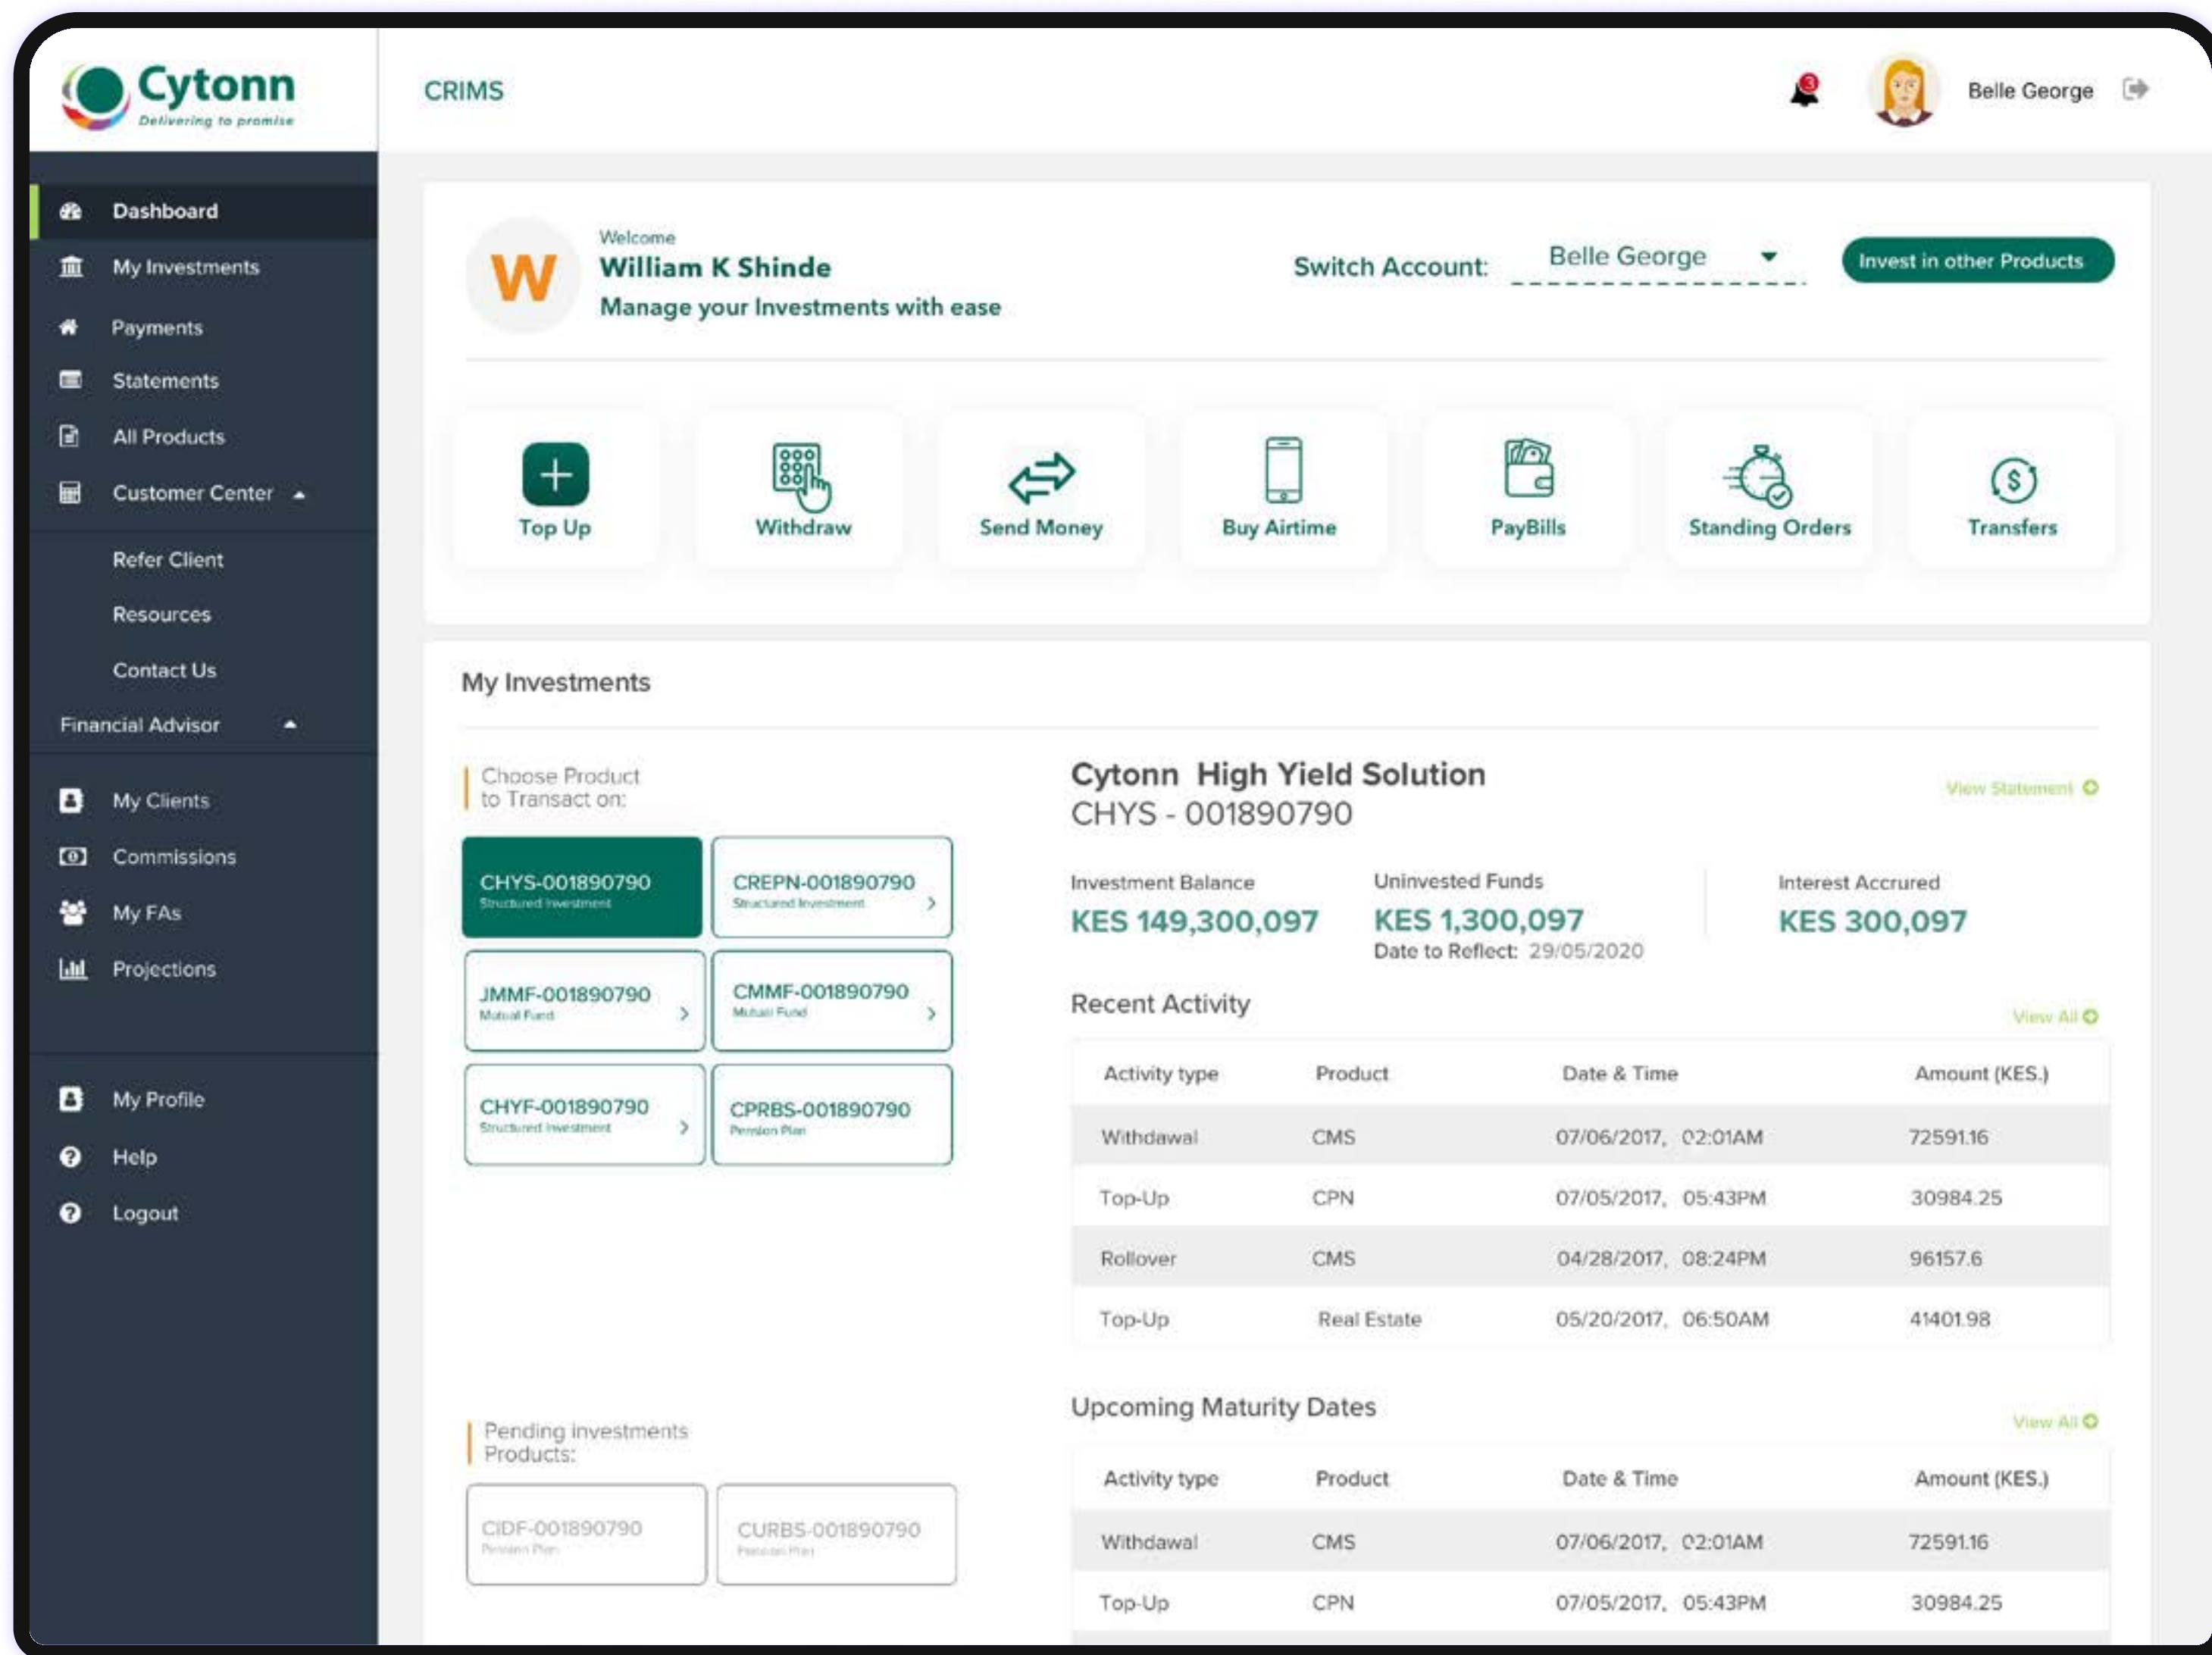 Cytonn
Delivering to promise
CRIMS
3
Belle George
Dashboard
My Investments
Payments
Statements
All Products
Customer Center
Refer Client
Resources
Contact Us
Financial Advisor
My Clients
Commissions
My FAs
Projections
My Profile
Help
Logout
W
Welcome
William K Shinde
Manage your Investments with ease
Switch Account:
Belle George
Invest in other Products
Top Up
Withdraw
Send Money
Buy Airtime
PayBills
Standing Orders
Transfers
My Investments
Choose Product
to Transact on:
CHYS-001890790
Structured Investment
CREPN-001890790
Structured Investment
JMMF-001890790
Mutual Fund
CMMF-001890790
Mutual Fund
CHYF-001890790
Structured Investment
CPRBS-001890790
Pension Plan
Pending investments
Products:
CIDF-001890790
Pension Plan
CURBS-001890790
Pension Plan
Cytonn High Yield Solution
CHYS - 001890790
View Statement
Investment Balance
KES 149,300,097
Uninvested Funds
KES 1,300,097
Date to Reflect: 29/05/2020
Interest Accrured
KES 300,097
Recent Activity
View All
Activity type Product Date & Time Amount (KES.)
Withdawal CMS 07/06/2017, 02:01AM 72591.16
Top-Up CPN 07/05/2017, 05:43PM 30984.25
Rollover CMS 04/28/2017, 08:24PM 96157.6
Top-Up Real Estate 05/20/2017, 06:50AM 41401.98
Upcoming Maturity Dates
View All
Activity type Product Date & Time Amount (KES.)
Withdawal CMS 07/06/2017, 02:01AM 72591.16
Top-Up CPN 07/05/2017, 05:43PM 30984.25